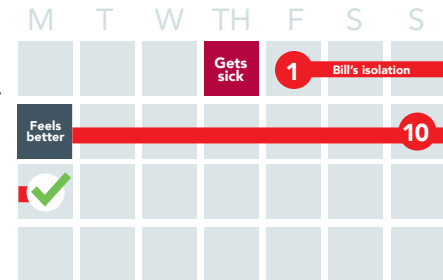 M T W TH F S S
Gets
sick
1 Bill's isolation
Feels
better
10